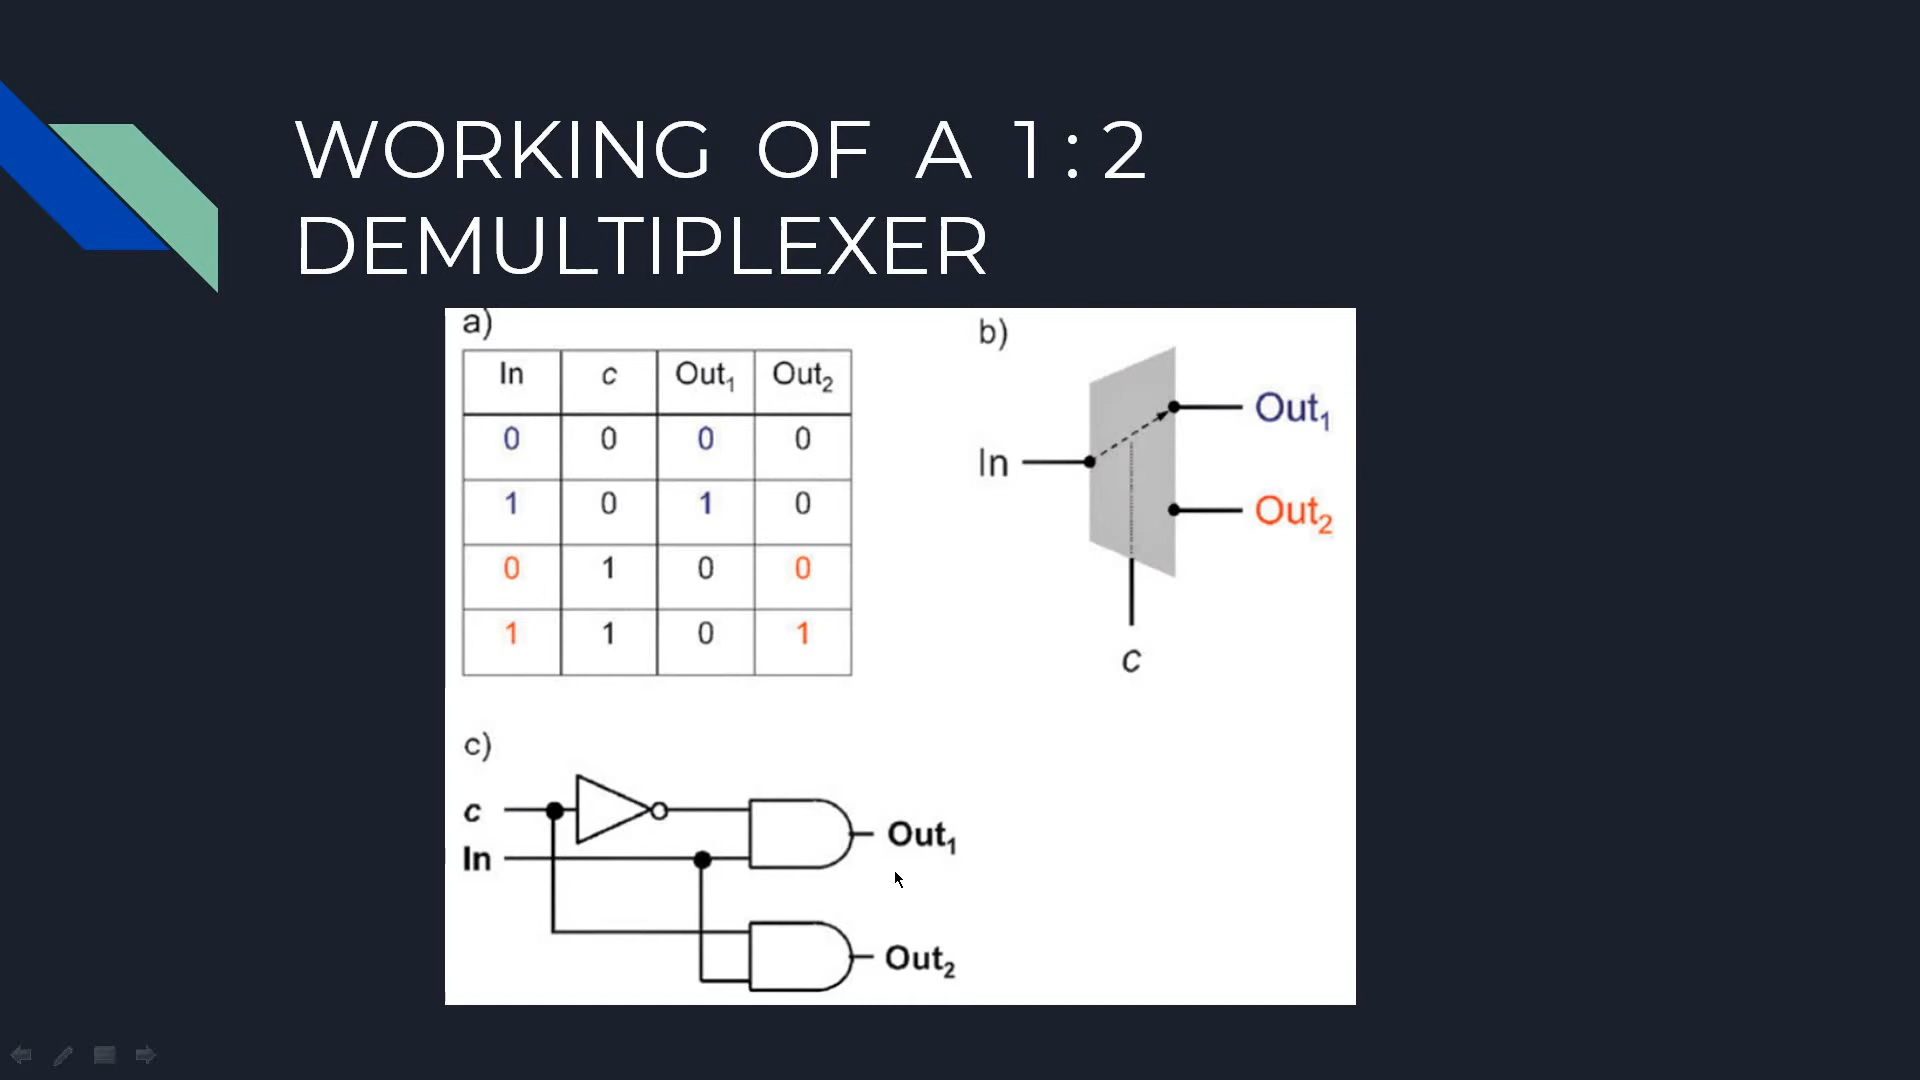 WORKING OF A 1 : 2
DEMULTIPLEXER
a)
In c Out₁ Out₂
0 0 0 0
1 0 1 0
0 1 0 0
1 1 0 1
b)
Out₁
In
Out₂
c
c)
c
Out₁
In
Out₂